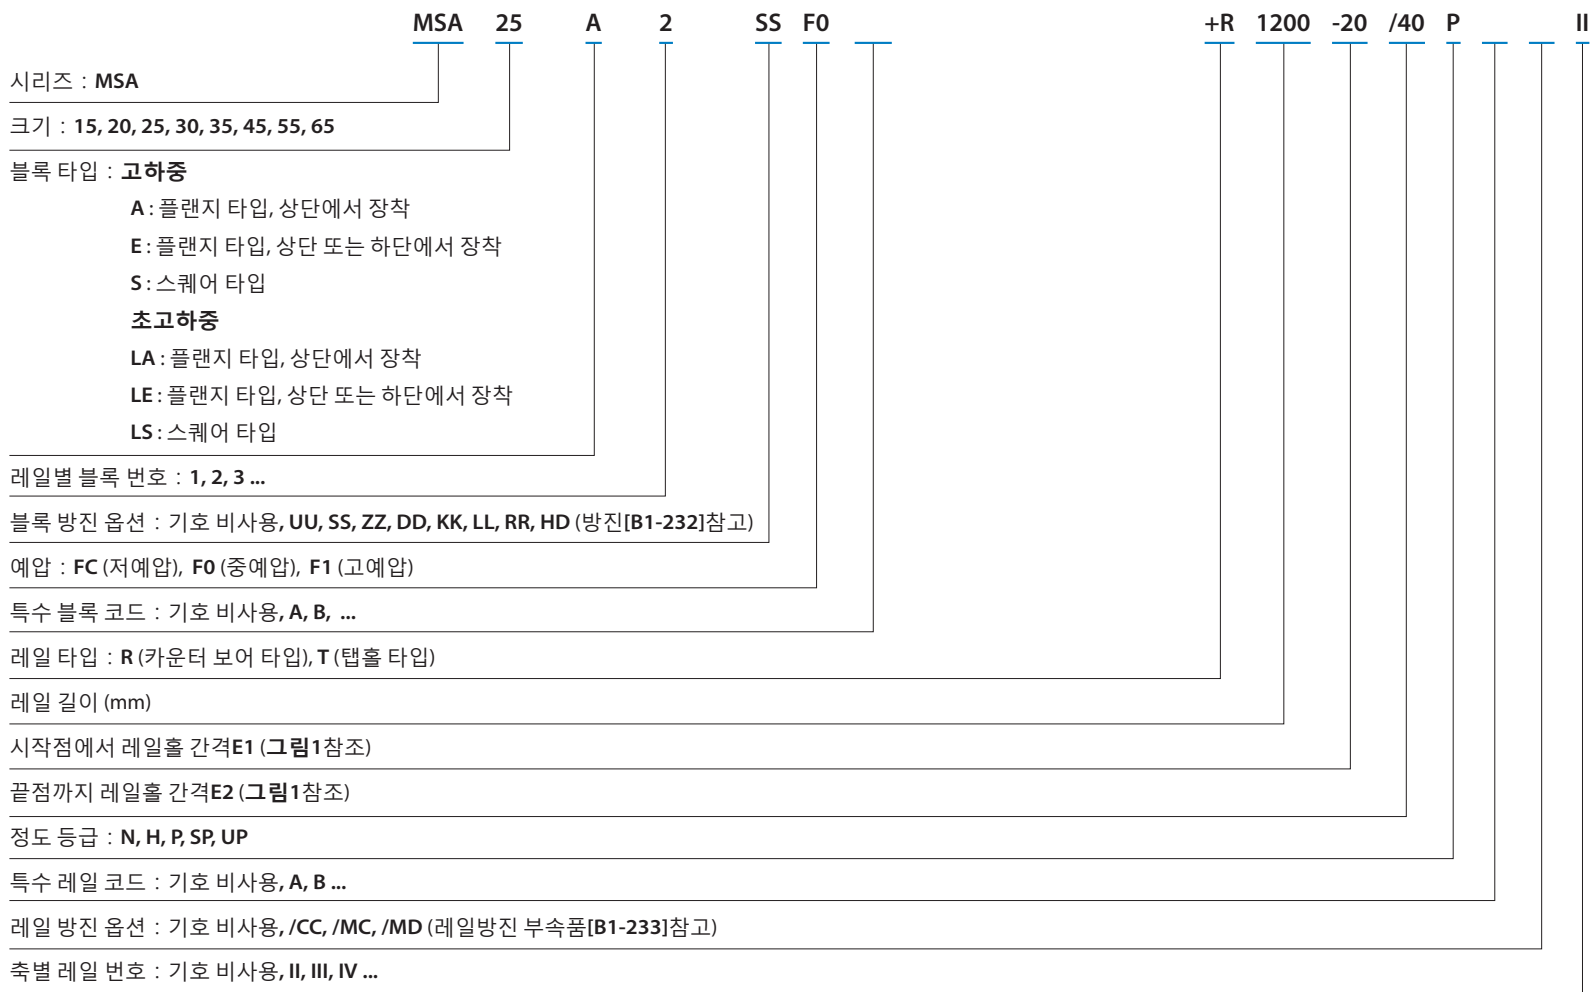 MSA 25 A 2 SS F0 +R 1200 -20 /40 P II
시리즈 : MSA
크기 : 15, 20, 25, 30, 35, 45, 55, 65
블록 타입 : 고하중
A : 플랜지 타입, 상단에서 장착
E : 플랜지 타입, 상단 또는 하단에서 장착
S : 스퀘어 타입
초고하중
LA : 플랜지 타입, 상단에서 장착
LE : 플랜지 타입, 상단 또는 하단에서 장착
LS : 스퀘어 타입
레일별 블록 번호 : 1, 2, 3 ...
블록 방진 옵션 : 기호 비사용, UU, SS, ZZ, DD, KK, LL, RR, HD (방진[B1-232]참고)
예압 : FC (저예압), F0 (중예압), F1 (고예압)
특수 블록 코드 : 기호 비사용, A, B, ...
레일 타입 : R (카운터 보어 타입), T (탭홀 타입)
레일 길이 (mm)
시작점에서 레일홀 간격E1 (그림1참조)
끝점까지 레일홀 간격E2 (그림1참조)
정도 등급 : N, H, P, SP, UP
특수 레일 코드 : 기호 비사용, A, B ...
레일 방진 옵션 : 기호 비사용, /CC, /MC, /MD (레일방진 부속품[B1-233]참고)
축별 레일 번호 : 기호 비사용, II, III, IV ...